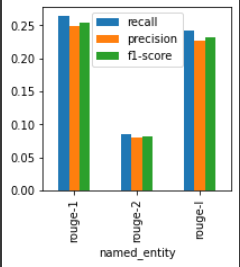 0.25
0.20
0.15
0.10
0.05
0.00
recall
precision
f1-score
rouge-1
rouge-2
rouge-l
named_entity